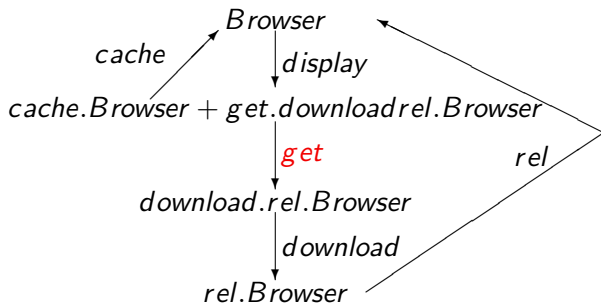 Browser
cache
display
cache.Browser + get.downloadrel.Browser
get
rel
download.rel.Browser
download
rel.Browser